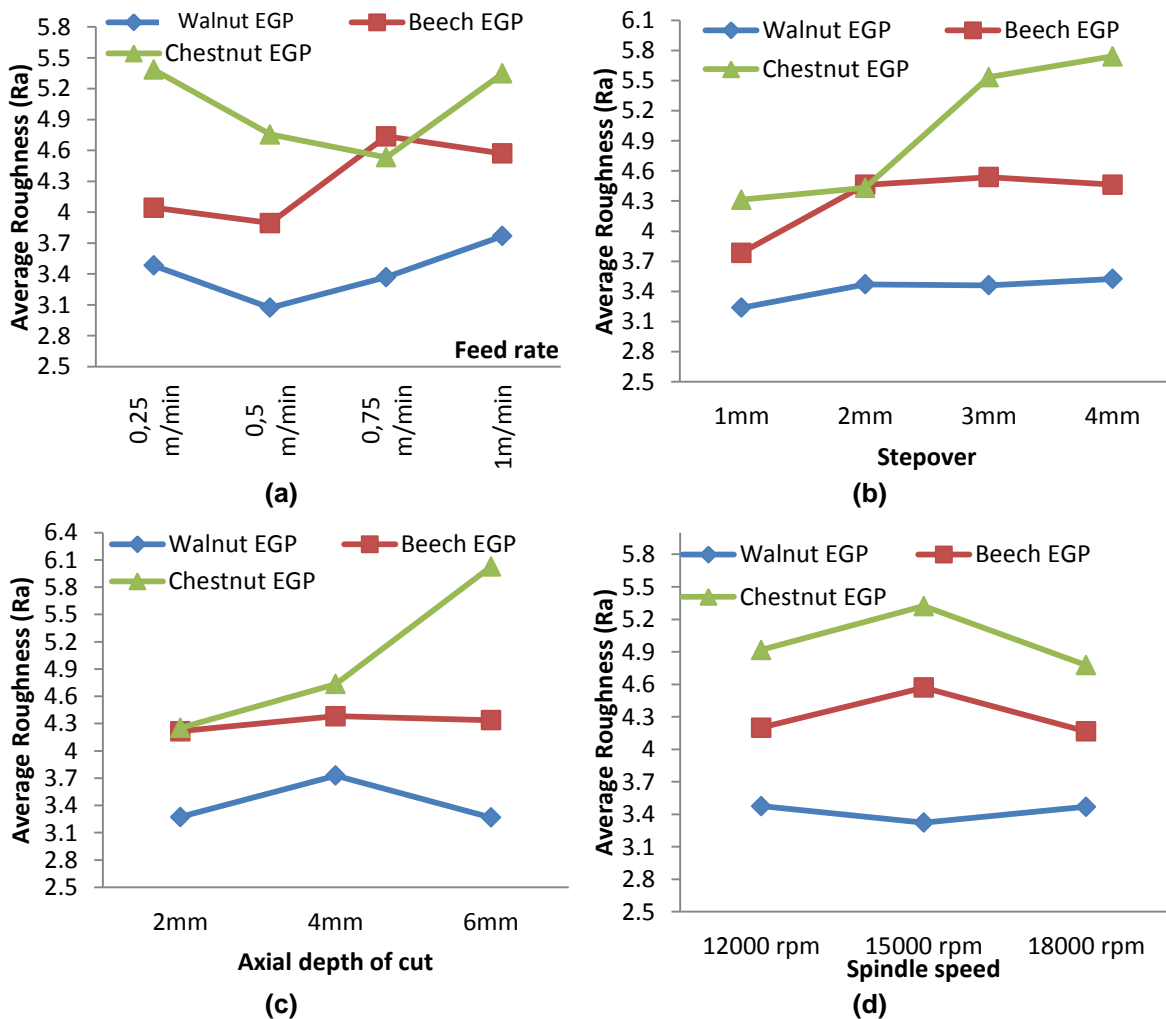 Walnut EGP
Beech EGP
Chestnut EGP
Average Roughness (Ra)
5.8
5.5
5.2
4.9
4.6
4.3
4
3.7
3.4
3.1
2.8
2.5
Feed rate
0,25
m/min
0,5
m/min
0,75
m/min
1m/min
(a)
Walnut EGP
Beech EGP
Chestnut EGP
Average Roughness (Ra)
6.1
5.8
5.5
5.2
4.9
4.6
4.3
4
3.7
3.4
3.1
2.8
2.5
1mm
2mm
3mm
4mm
Stepover
(b)
Walnut EGP
Beech EGP
Chestnut EGP
Average Roughness (Ra)
6.4
6.1
5.8
5.5
5.2
4.9
4.6
4.3
4
3.7
3.4
3.1
2.8
2.5
2mm
4mm
6mm
Axial depth of cut
(c)
Walnut EGP
Beech EGP
Chestnut EGP
Average Roughness (Ra)
5.8
5.5
5.2
4.9
4.6
4.3
4
3.7
3.4
3.1
2.8
2.5
12000 rpm
15000 rpm
18000 rpm
Spindle speed
(d)